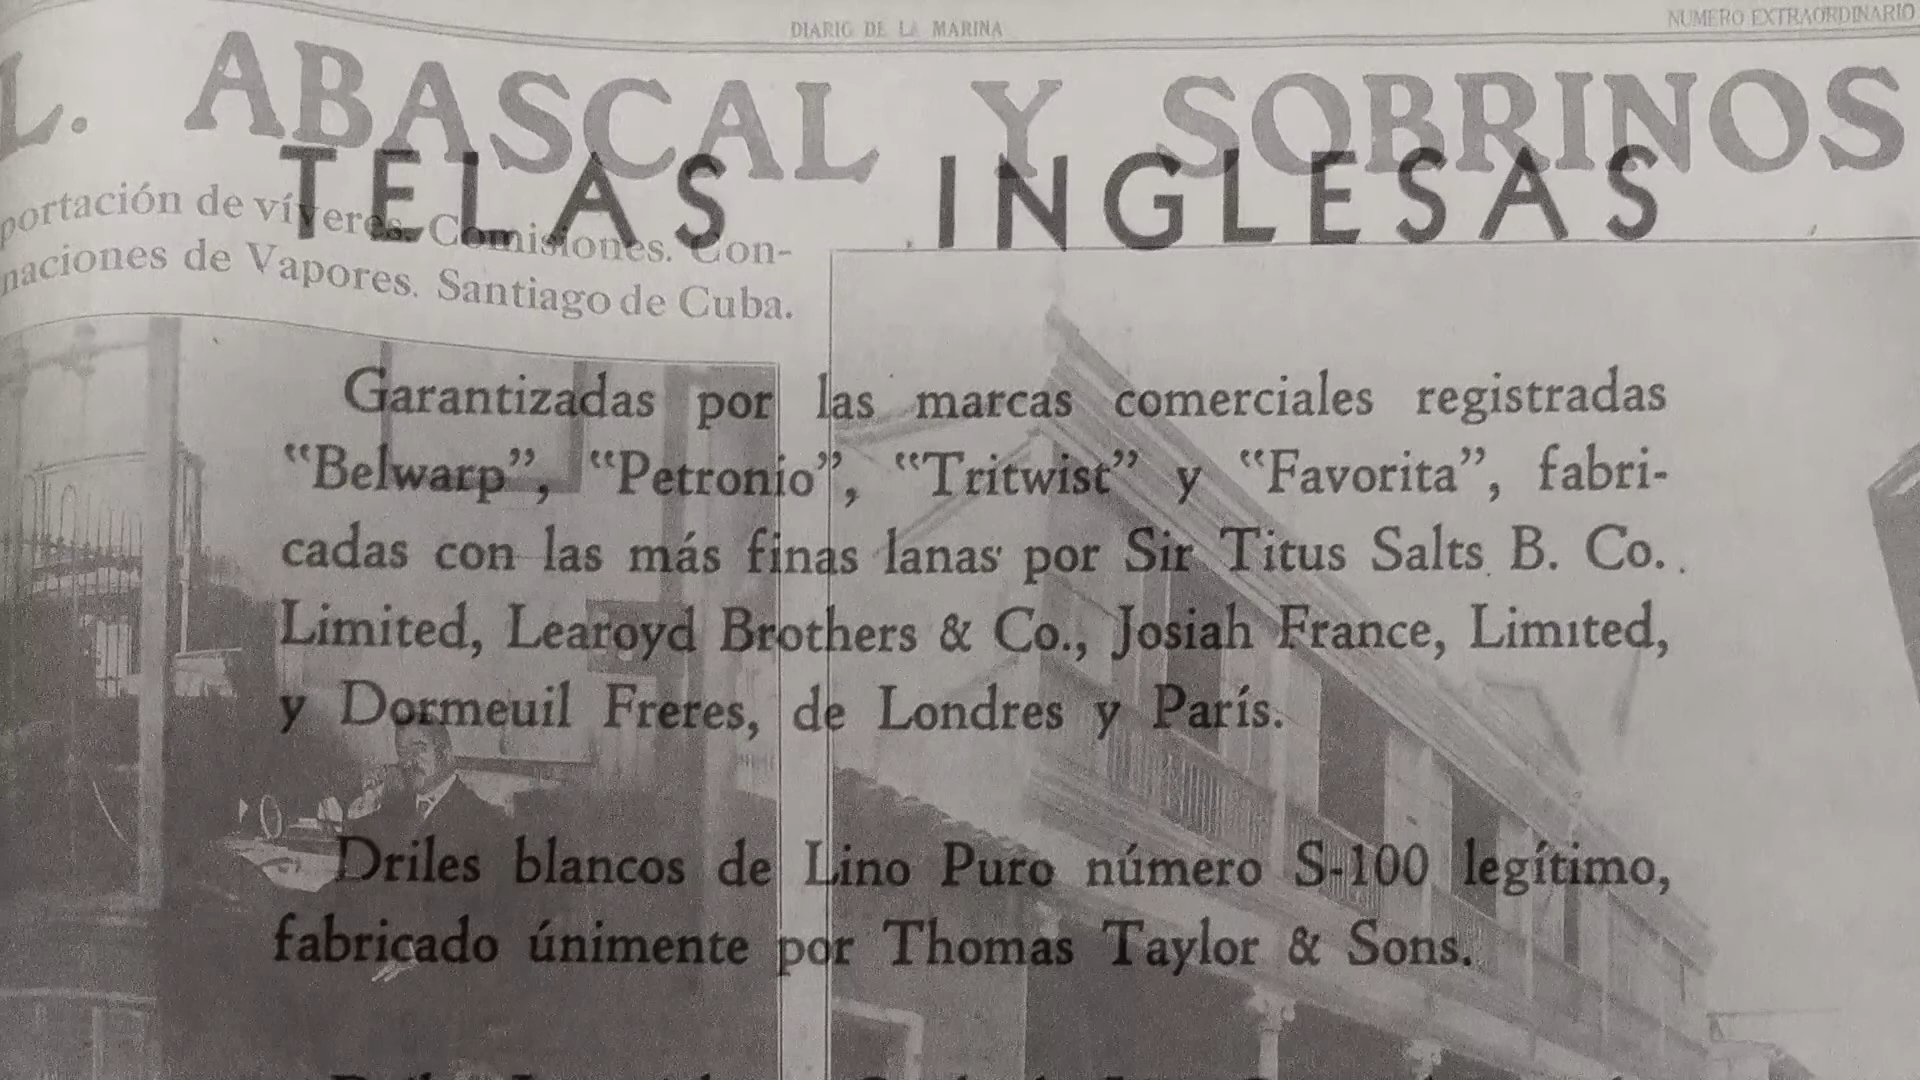 DIARIO DE LA MARINA
NUMERO EXTRAORDINARIO
L. ABASCAL Y SOBRINOS
TELAS INGLESAS
portación de víveres. Comisiones. Con-
naciones de Vapores. Santiago de Cuba.
Garantizadas por las marcas comerciales registradas
“Belwarp”, “Petronio”, “Tritwist” y “Favorita”, fabri-
cadas con las más finas lanas por Sir Titus Salts B. Co.
Limited, Learoyd Brothers & Co., Josiah France, Limited,
y Dormeuil Freres, de Londres y París.
Driles blancos de Lino Puro número S-100 legítimo,
fabricado únimente por Thomas Taylor & Sons.